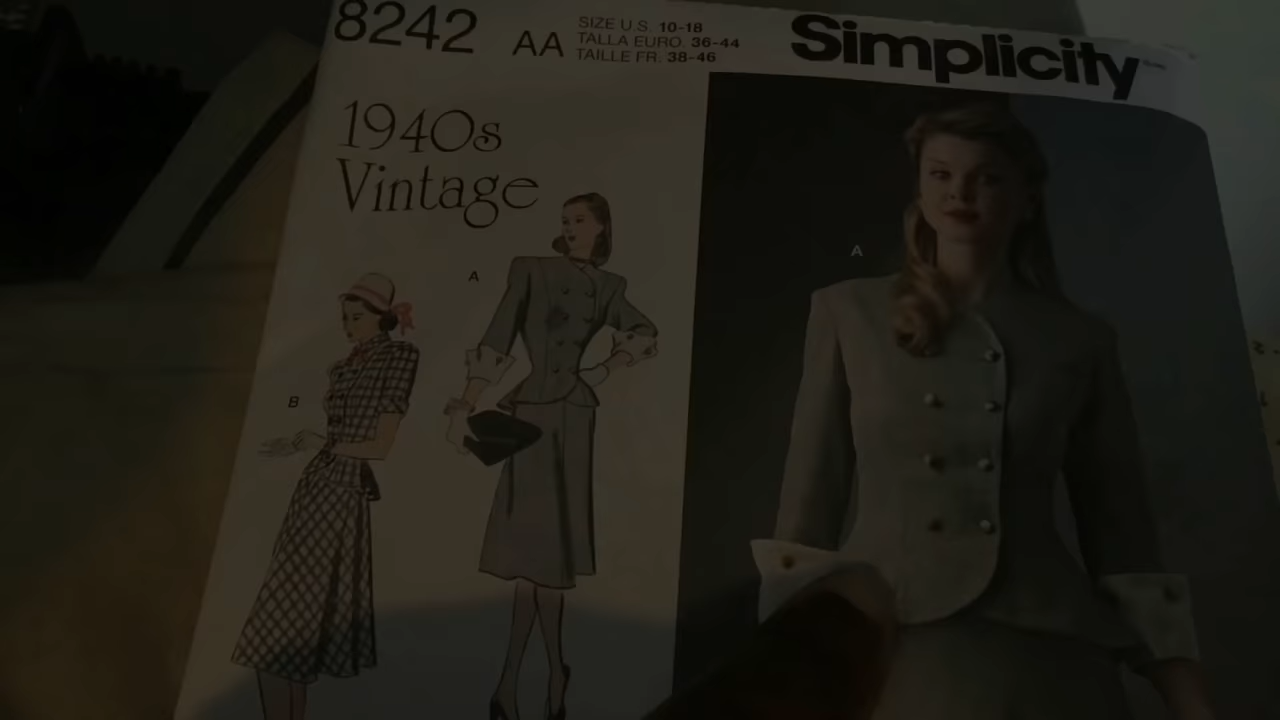 8242
AA
SIZE U.S. 10-18
TALLA EURO. 36-44
TAILLE FR. 38-46
Simplicity
1940s
Vintage
A
A
B